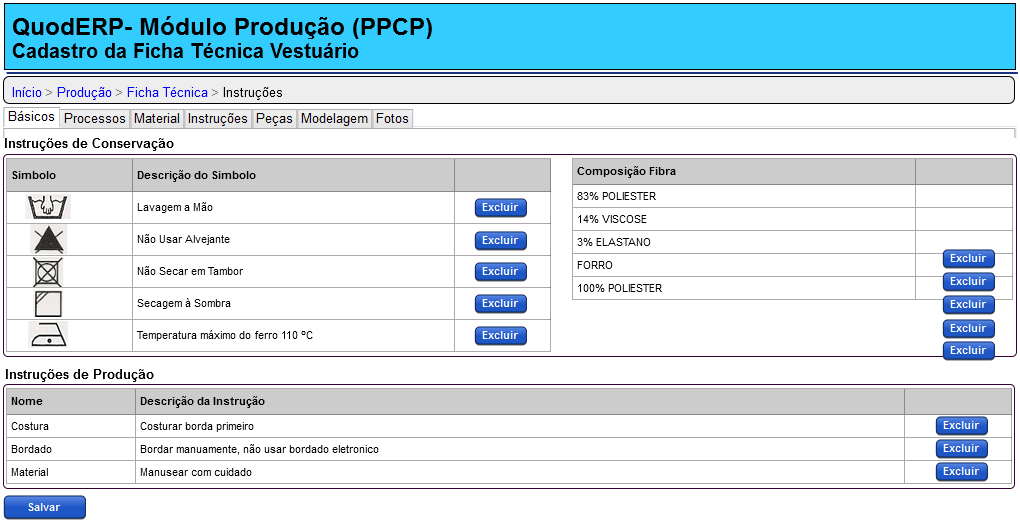 QuodERP- Módulo Produção (PPCP)
Cadastro da Ficha Técnica Vestuário
Início > Produção > Ficha Técnica > Instruções
Básicos Processos Material Instruções Peças Modelagem Fotos
Instruções de Conservação
Simbolo Descrição do Simbolo
Lavagem a Mão Excluir
Não Usar Alvejante Excluir
Não Secar em Tambor Excluir
Secagem à Sombra Excluir
Temperatura máximo do ferro 110 ºC Excluir
Composição Fibra
83% POLIESTER
14% VISCOSE
3% ELASTANO
Excluir
FORRO
Excluir
100% POLIESTER
Excluir
Excluir
Excluir
Instruções de Produção
Nome Descrição da Instrução
Costura Costurar borda primeiro Excluir
Bordado Bordar manuamente, não usar bordado eletronico Excluir
Material Manusear com cuidado Excluir
Salvar